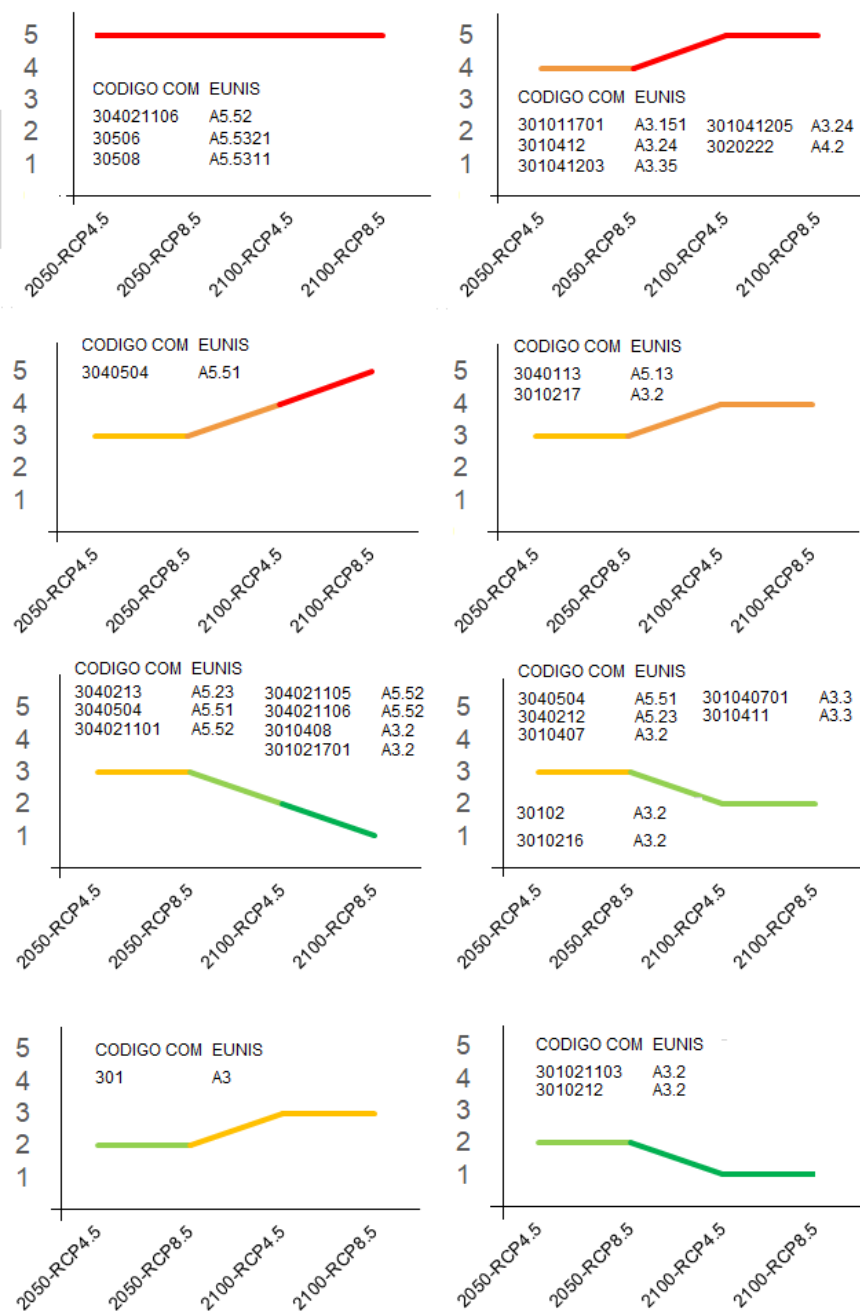 5
4
3
2
1
CODIGO COM EUNIS
304021106 A5.52
30506 A5.5321
30508 A5.5311
2050-RCP4.5
2050-RCP8.5
2100-RCP4.5
2100-RCP8.5
5
4
3
2
1
CODIGO COM EUNIS
301011701 A3.151 301041205 A3.24
3010412 A3.24 3020222 A4.2
301041203 A3.35
2050-RCP4.5
2050-RCP8.5
2100-RCP4.5
2100-RCP8.5
CODIGO COM EUNIS
3040504 A5.51
5
4
3
2
1
2050-RCP4.5
2050-RCP8.5
2100-RCP4.5
2100-RCP8.5
CODIGO COM EUNIS
3040113 A5.13
3010217 A3.2
5
4
3
2
1
2050-RCP4.5
2050-RCP8.5
2100-RCP4.5
2100-RCP8.5
CODIGO COM EUNIS
3040213 A5.23 304021105 A5.52
3040504 A5.51 304021106 A5.52
304021101 A5.52 3010408 A3.2
301021701 A3.2
5
4
3
2
1
2050-RCP4.5
2050-RCP8.5
2100-RCP4.5
2100-RCP8.5
CODIGO COM EUNIS
3040504 A5.51 301040701 A3.3
3040212 A5.23 3010411 A3.3
3010407 A3.2
5
4
3
2
1
30102 A3.2
3010216 A3.2
2050-RCP4.5
2050-RCP8.5
2100-RCP4.5
2100-RCP8.5
5
4
3
2
1
CODIGO COM EUNIS
301 A3
2050-RCP4.5
2050-RCP8.5
2100-RCP4.5
2100-RCP8.5
5
4
3
2
1
CODIGO COM EUNIS
301021103 A3.2
3010212 A3.2
2050-RCP4.5
2050-RCP8.5
2100-RCP4.5
2100-RCP8.5